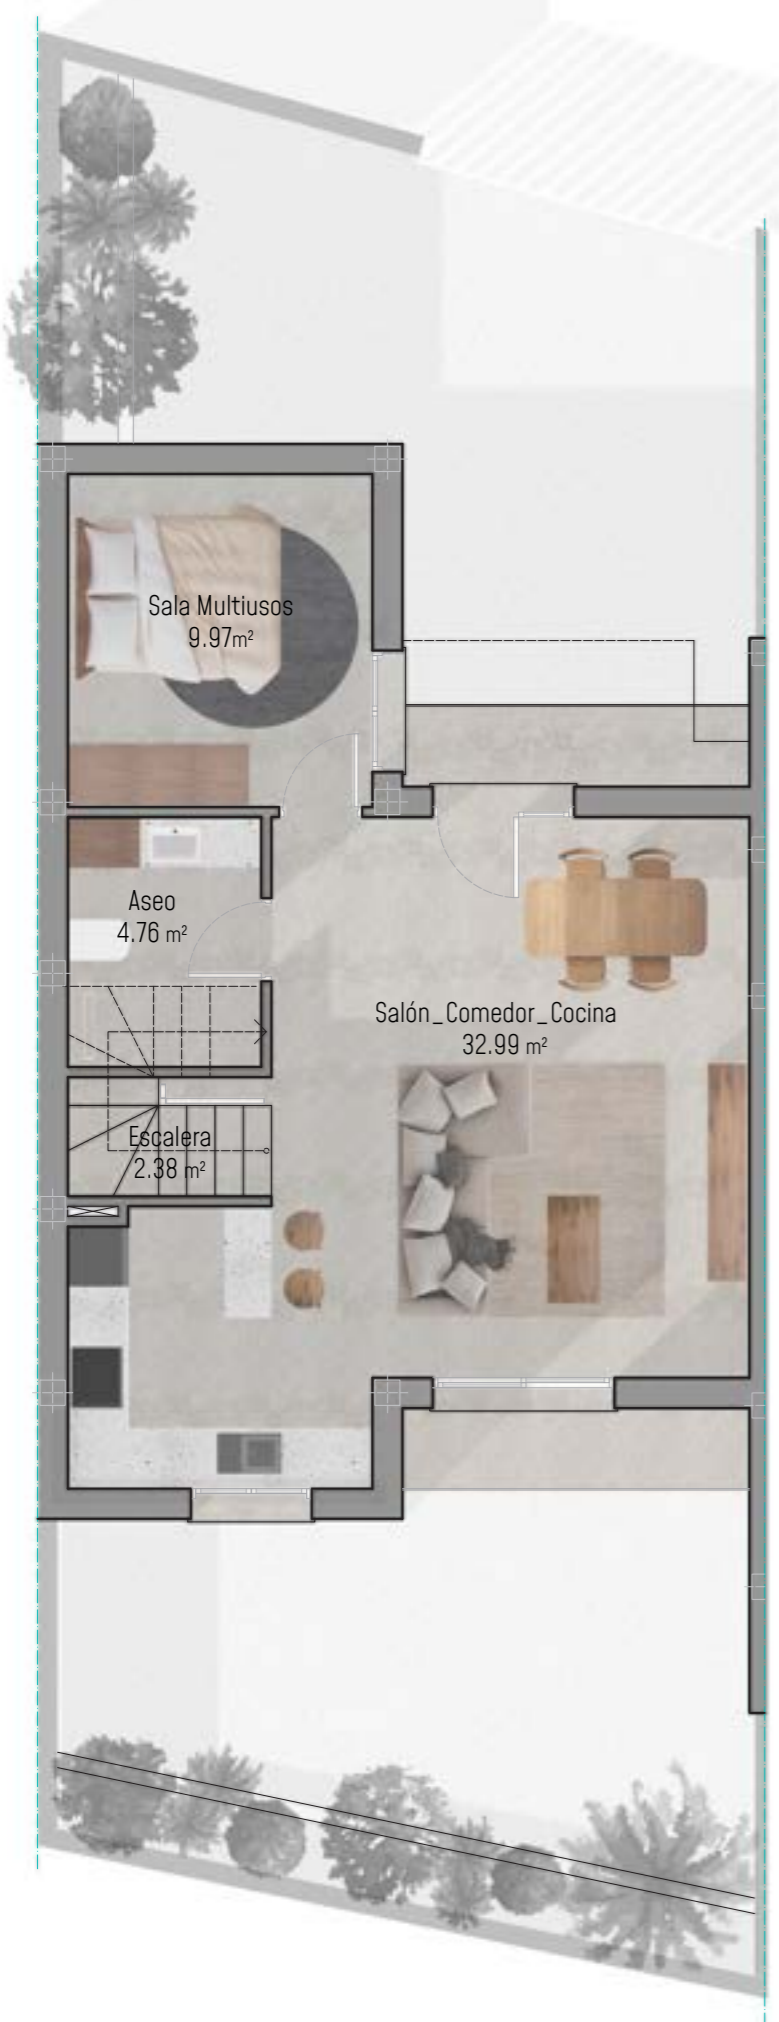 Sala Multiusos
9.97m²
Aseo
4.76 m²
Salón_Comedor_Cocina
32.99 m²
Escalera
2.38 m²